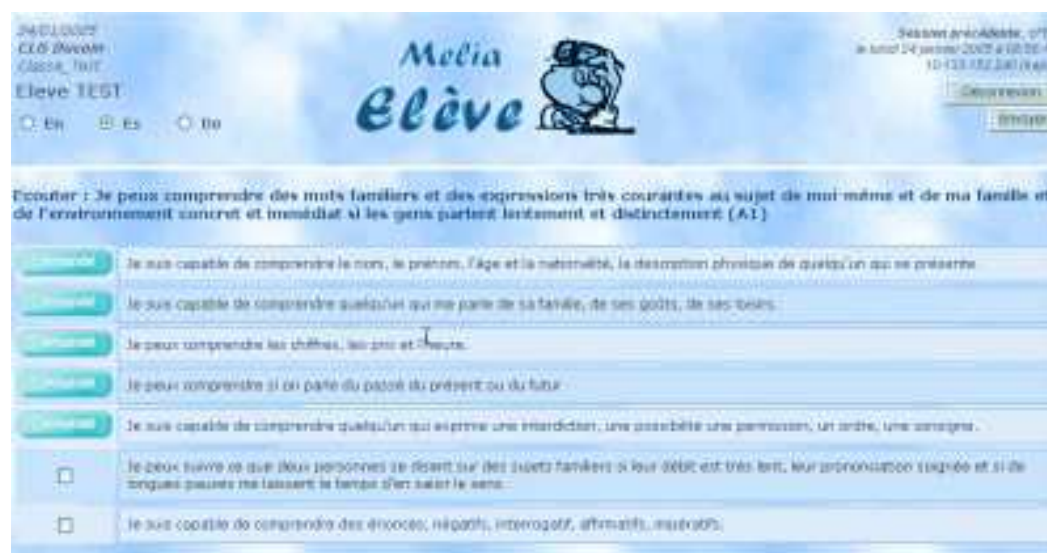 CLG Ducom
Eleve TEST
En Es Do
Melia
Elève
Session précédente,
Déconnexion
Envoyer
Ecouter : Je peux comprendre des mots familiers et des expressions très courantes au sujet de moi même et de ma famille et
de l'environnement concret et immédiat si les gens parlent lentement et distinctement (A1)
Je suis capable de comprendre le nom, le prénom, l'âge et la nationalité, la description physique de quelqu'un qui se présente
Je suis capable de comprendre quelqu'un qui me parle de sa famille, de ses goûts, de ses loisirs.
Je peux comprendre les chiffres, les prix et l'heure.
Je peux comprendre si on parle du passé du présent ou du futur
Je suis capable de comprendre quelqu'un qui exprime une interdiction, une possibilité une permission, un ordre, une consigne.
Je peux suivre ce que deux personnes se disent sur des sujets familiers si leur débit est très lent, leur prononciation soignée et si de
longues pauses me laissent le temps d'en saisir le sens.
Je suis capable de comprendre des énoncés, négatifs, interrogatif, affirmatifs, impératifs.